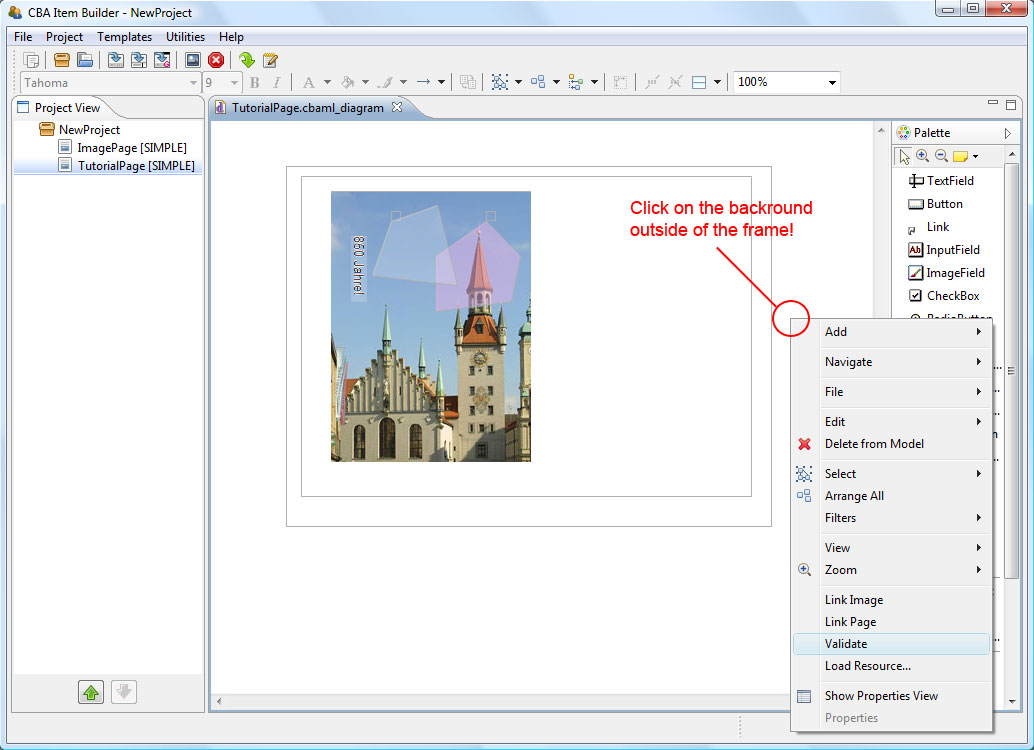 CBA Item Builder - NewProject
File Project Templates Utilities Help
Tahoma 9 B I A 100%
Project View
NewProject
ImagePage [SIMPLE]
TutorialPage [SIMPLE]
TutorialPage.cbaml_diagram
850 Jahre!
Click on the backround
outside of the frame!
Palette
TextField
Button
Link
Ab InputField
ImageField
CheckBox
Add
Navigate
File
Edit
Delete from Model
Select
Arrange All
Filters
View
Zoom
Link Image
Link Page
Validate
Load Resource...
Show Properties View
Properties